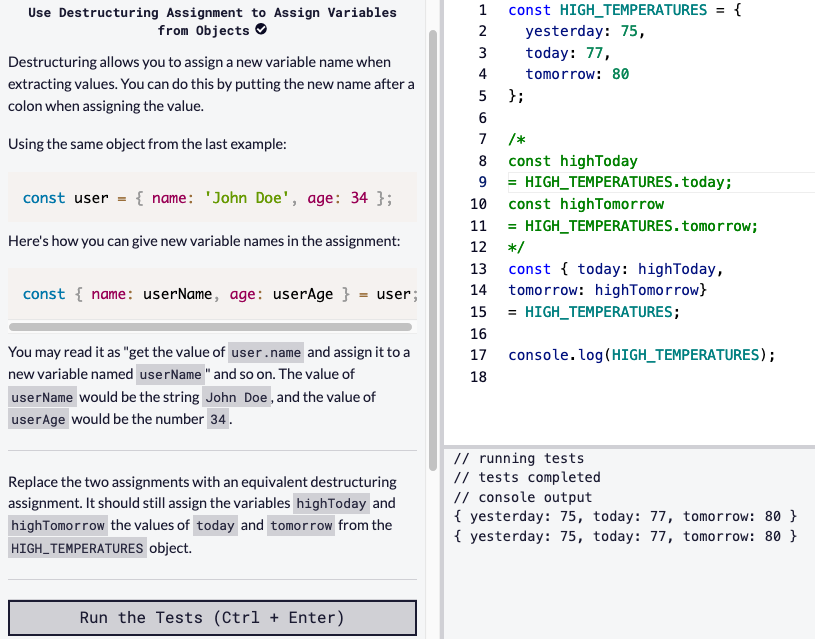 Use Destructuring Assignment to Assign Variables
from Objects
Destructuring allows you to assign a new variable name when
extracting values. You can do this by putting the new name after a
colon when assigning the value.
Using the same object from the last example:
const user = { name: 'John Doe', age: 34 };
Here's how you can give new variable names in the assignment:
const { name: userName, age: userAge } = user;
You may read it as "get the value of user.name and assign it to a
new variable named userName" and so on. The value of
userName would be the string John Doe, and the value of
userAge would be the number 34.
Replace the two assignments with an equivalent destructuring
assignment. It should still assign the variables highToday and
highTomorrow the values of today and tomorrow from the
HIGH_TEMPERATURES object.
Run the Tests (Ctrl + Enter)
1 const HIGH_TEMPERATURES = {
2 yesterday: 75,
3 today: 77,
4 tomorrow: 80
5 };
6
7 /*
8 const highToday
9 = HIGH_TEMPERATURES.today;
10 const highTomorrow
11 = HIGH_TEMPERATURES.tomorrow;
12 */
13 const { today: highToday,
14 tomorrow: highTomorrow}
15 = HIGH_TEMPERATURES;
16
17 console.log(HIGH_TEMPERATURES);
18
// running tests
// tests completed
// console output
{ yesterday: 75, today: 77, tomorrow: 80 }
{ yesterday: 75, today: 77, tomorrow: 80 }